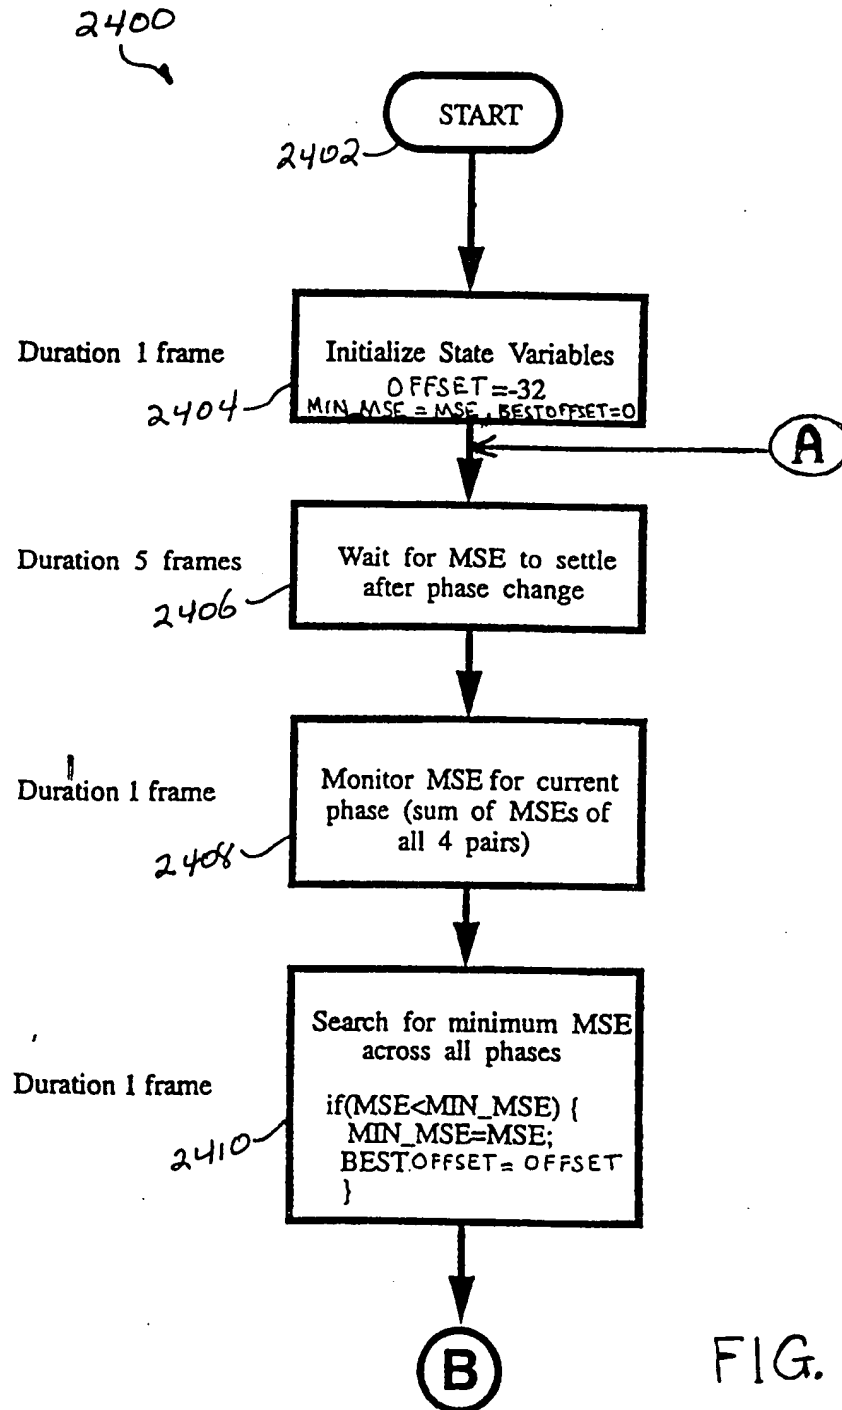 2400
START
2402
Duration 1 frame
Initialize State Variables
OFFSET=-32
MIN_MSE = MSE, BESTOFFSET=0
2404
A
Duration 5 frames
Wait for MSE to settle
after phase change
2406
Duration 1 frame
Monitor MSE for current
phase (sum of MSEs of
all 4 pairs)
2408
Search for minimum MSE
across all phases
Duration 1 frame
if(MSE<MIN_MSE) {
MIN_MSE=MSE;
BEST.OFFSET = OFFSET
}
2410
B
FIG.